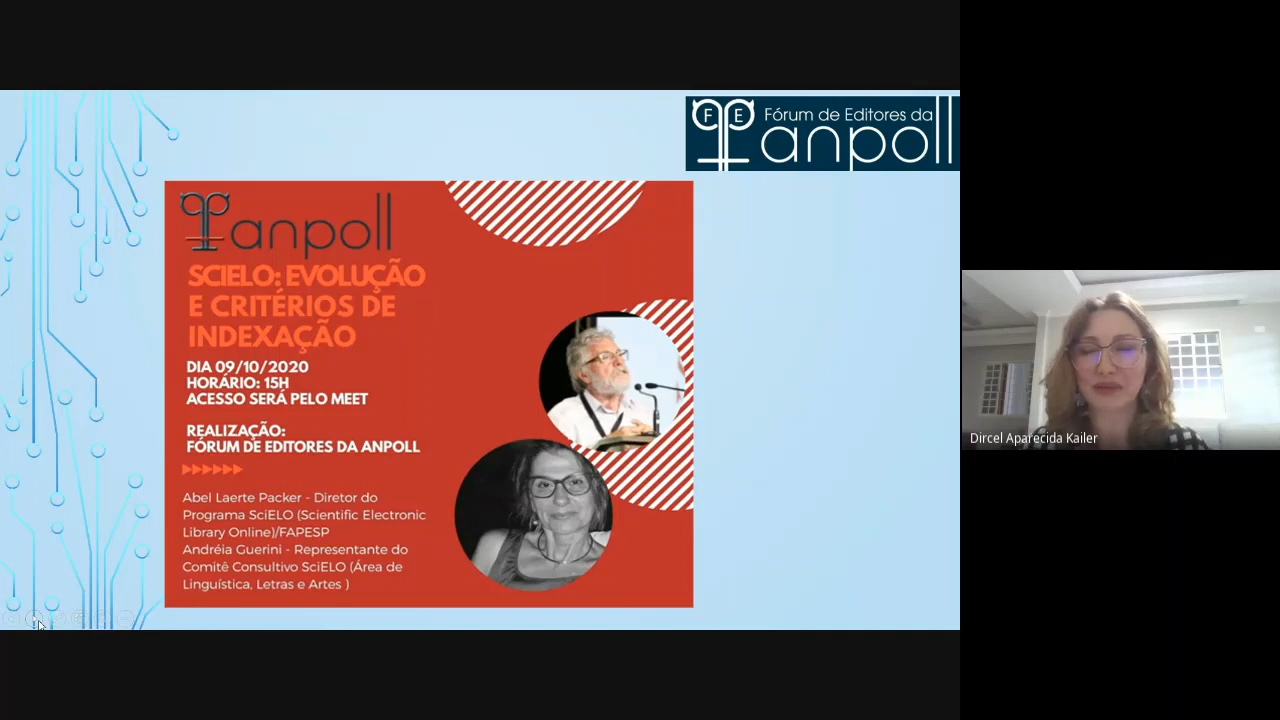 F E
Fórum de Editores da
anpoll
anpoll
SCIELO: EVOLUÇÃO
E CRITÉRIOS DE
INDEXAÇÃO
DIA 09/10/2020
HORÁRIO: 15H
ACESSO SERÁ PELO MEET
REALIZAÇÃO:
FÓRUM DE EDITORES DA ANPOLL
Abel Laerte Packer - Diretor do
Programa SciELO (Scientific Electronic
Library Online)/FAPESP
Andréia Guerini - Representante do
Comitê Consultivo SciELO (Área de
Linguística, Letras e Artes )
Dircel Aparecida Kailer